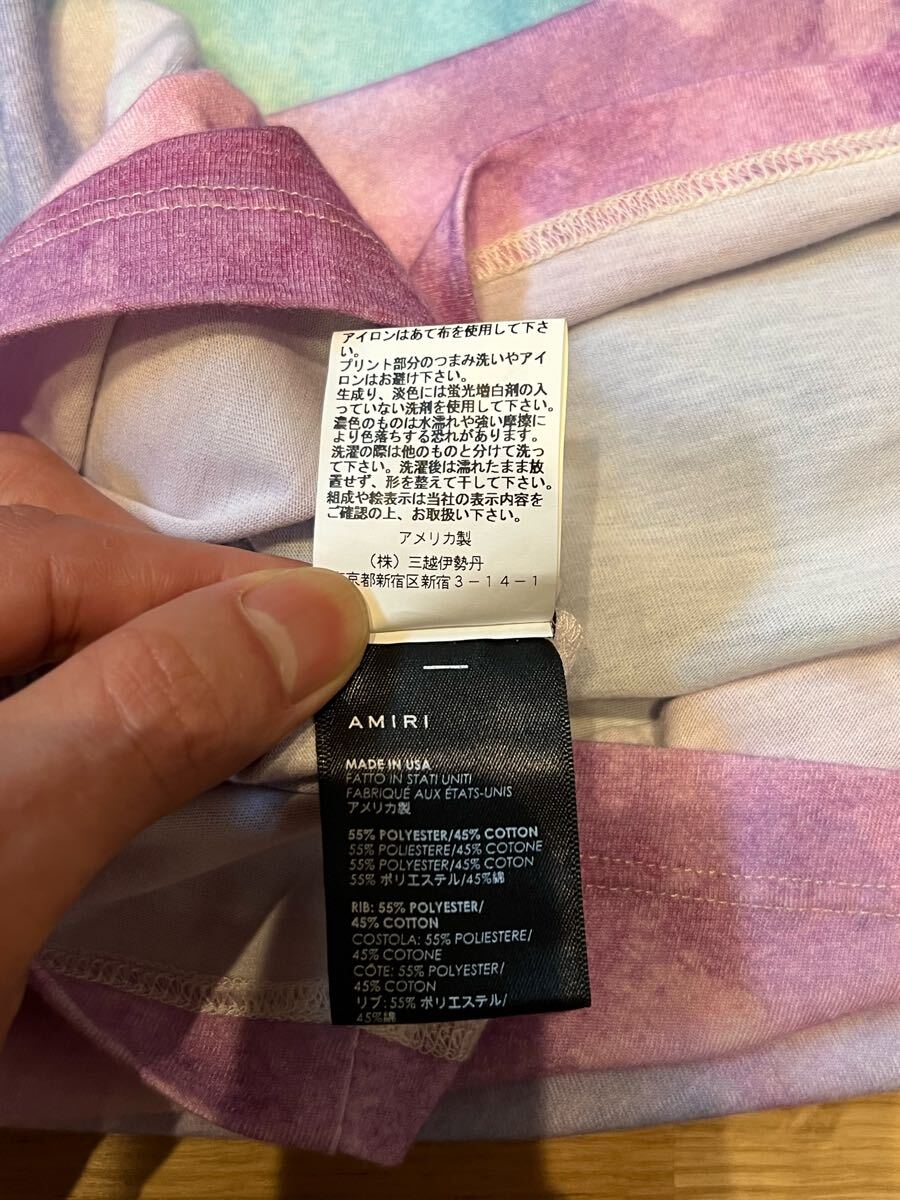 アイロンはあて布を使用して下さ
い。
プリント部分のつまみ洗いやアイ
ロンはお避け下さい。
生成り、淡色には蛍光増白剤の入
っていない洗剤を使用して下さい。
濃色のものは水濡れや強い摩擦に
より色落ちする恐れがあります。
洗濯の際は他のものと分けて洗っ
て下さい。洗濯後は濡れたまま放
置せず、形を整えて干して下さい。
組成や絵表示は当社の表示内容を
ご確認の上、お取扱い下さい。
アメリカ製
（株）三越伊勢丹
京都新宿区新宿３－１４－１
AMIRI
MADE IN USA
FATTO IN STATI UNITI
FABRIQUÉ AUX ÉTATS-UNIS
アメリカ製
55% POLYESTER/45% COTTON
55% POLIESTERE/45% COTONE
55% POLYESTER/45% COTON
55% ポリエステル/45%綿
RIB: 55% POLYESTER/
45% COTTON
COSTOLA: 55% POLIESTERE/
45% COTONE
CÔTE: 55% POLYESTER/
45% COTON
リブ: 55% ポリエステル/
45%綿